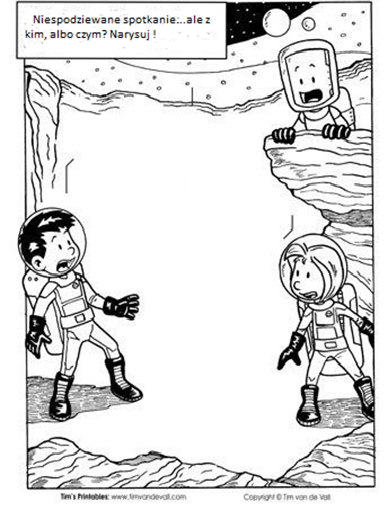 Niespodziewane spotkanie...ale z
kim, albo czym? Narysuj !
Tim's Printables: www.timvandevall.com
Copyright © Tim van de Vall